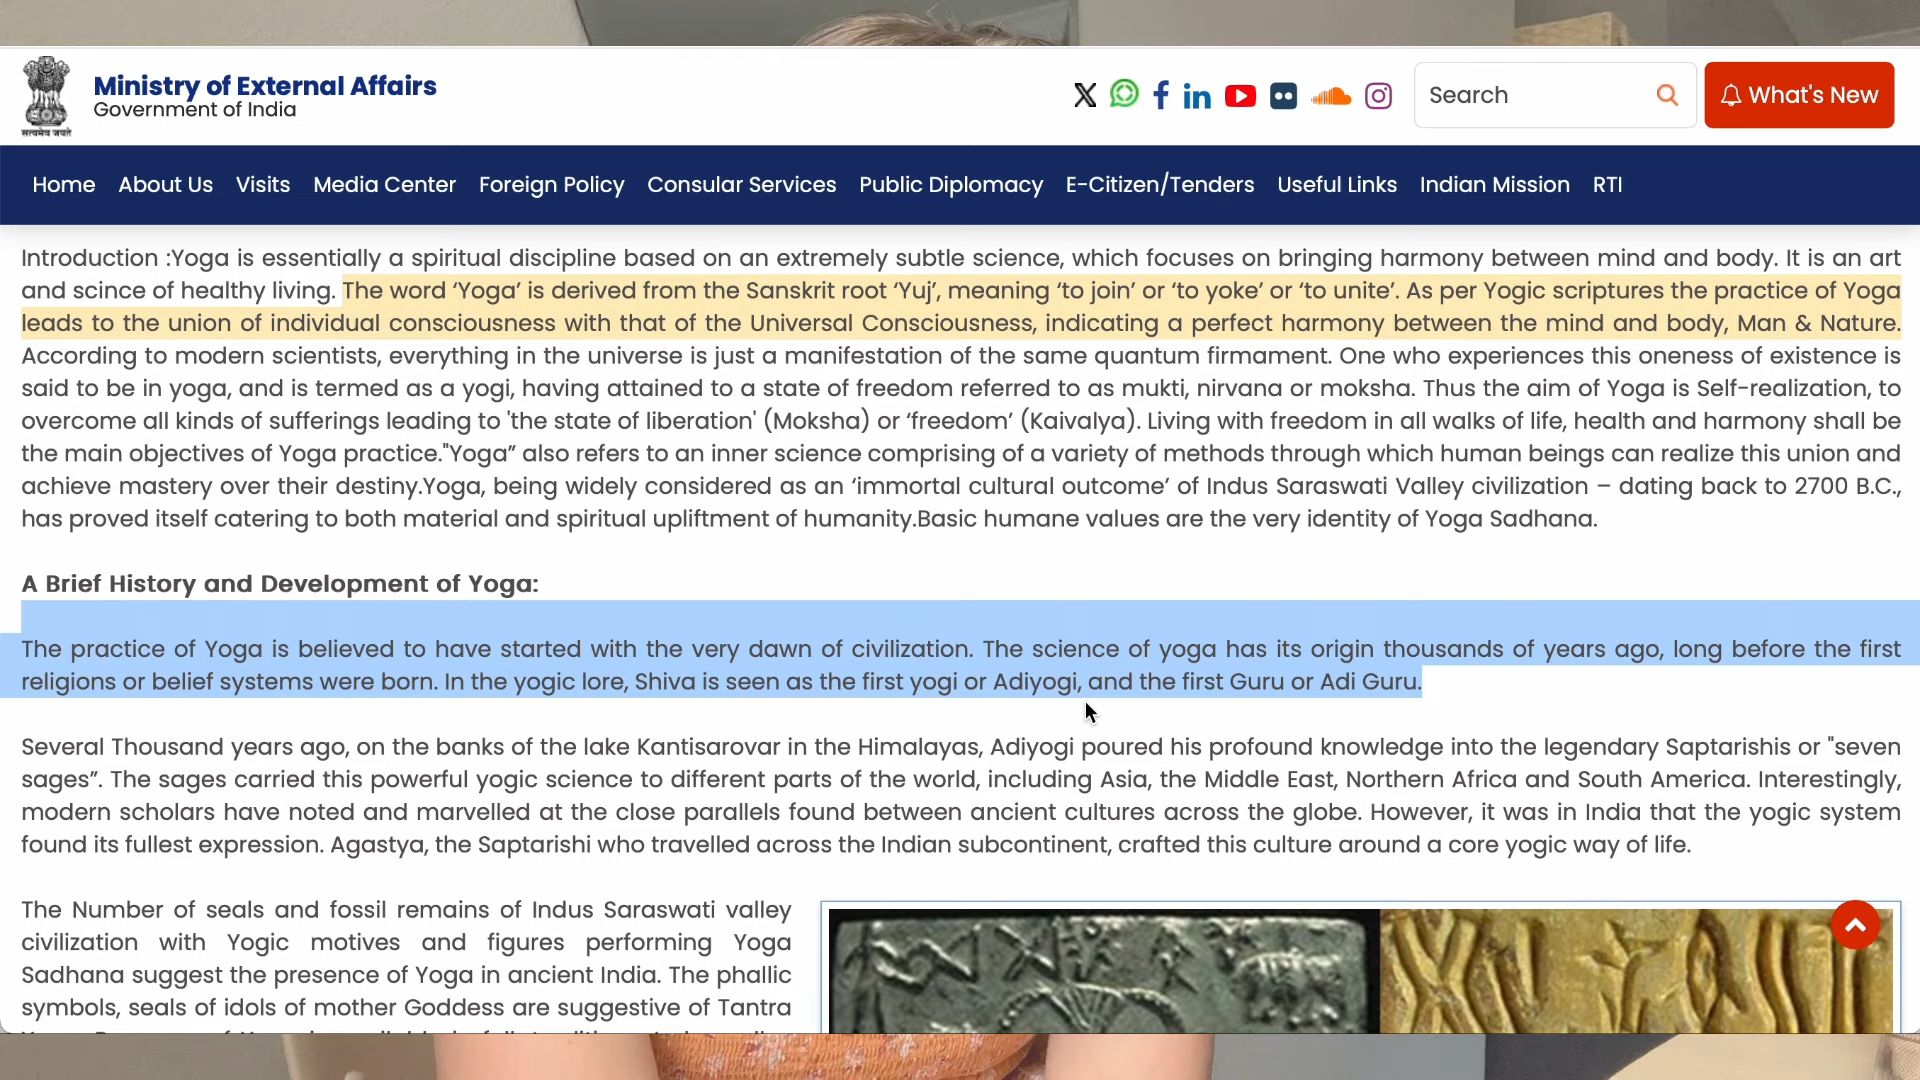 Ministry of External Affairs
Government of India
सत्यमेव जयते
Search
What's New
Home About Us Visits Media Center Foreign Policy Consular Services Public Diplomacy E-Citizen/Tenders Useful Links Indian Mission RTI
Introduction :Yoga is essentially a spiritual discipline based on an extremely subtle science, which focuses on bringing harmony between mind and body. It is an art
and scince of healthy living. The word ‘Yoga’ is derived from the Sanskrit root ‘Yuj’, meaning ‘to join’ or ‘to yoke’ or ‘to unite’. As per Yogic scriptures the practice of Yoga
leads to the union of individual consciousness with that of the Universal Consciousness, indicating a perfect harmony between the mind and body, Man & Nature.
According to modern scientists, everything in the universe is just a manifestation of the same quantum firmament. One who experiences this oneness of existence is
said to be in yoga, and is termed as a yogi, having attained to a state of freedom referred to as mukti, nirvana or moksha. Thus the aim of Yoga is Self-realization, to
overcome all kinds of sufferings leading to 'the state of liberation' (Moksha) or ‘freedom’ (Kaivalya). Living with freedom in all walks of life, health and harmony shall be
the main objectives of Yoga practice."Yoga” also refers to an inner science comprising of a variety of methods through which human beings can realize this union and
achieve mastery over their destiny.Yoga, being widely considered as an ‘immortal cultural outcome’ of Indus Saraswati Valley civilization – dating back to 2700 B.C.,
has proved itself catering to both material and spiritual upliftment of humanity.Basic humane values are the very identity of Yoga Sadhana.
A Brief History and Development of Yoga:
The practice of Yoga is believed to have started with the very dawn of civilization. The science of yoga has its origin thousands of years ago, long before the first
religions or belief systems were born. In the yogic lore, Shiva is seen as the first yogi or Adiyogi, and the first Guru or Adi Guru.
Several Thousand years ago, on the banks of the lake Kantisarovar in the Himalayas, Adiyogi poured his profound knowledge into the legendary Saptarishis or "seven
sages”. The sages carried this powerful yogic science to different parts of the world, including Asia, the Middle East, Northern Africa and South America. Interestingly,
modern scholars have noted and marvelled at the close parallels found between ancient cultures across the globe. However, it was in India that the yogic system
found its fullest expression. Agastya, the Saptarishi who travelled across the Indian subcontinent, crafted this culture around a core yogic way of life.
The Number of seals and fossil remains of Indus Saraswati valley
civilization with Yogic motives and figures performing Yoga
Sadhana suggest the presence of Yoga in ancient India. The phallic
symbols, seals of idols of mother Goddess are suggestive of Tantra